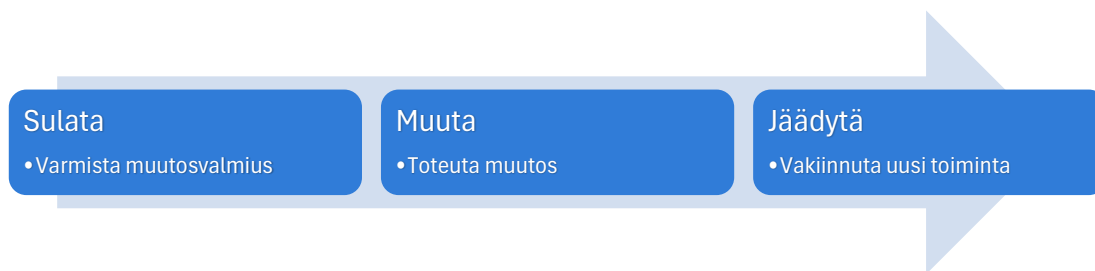 Sulata
•Varmista muutosvalmius
Muuta
•Toteuta muutos
Jäädytä
•Vakiinnuta uusi toiminta